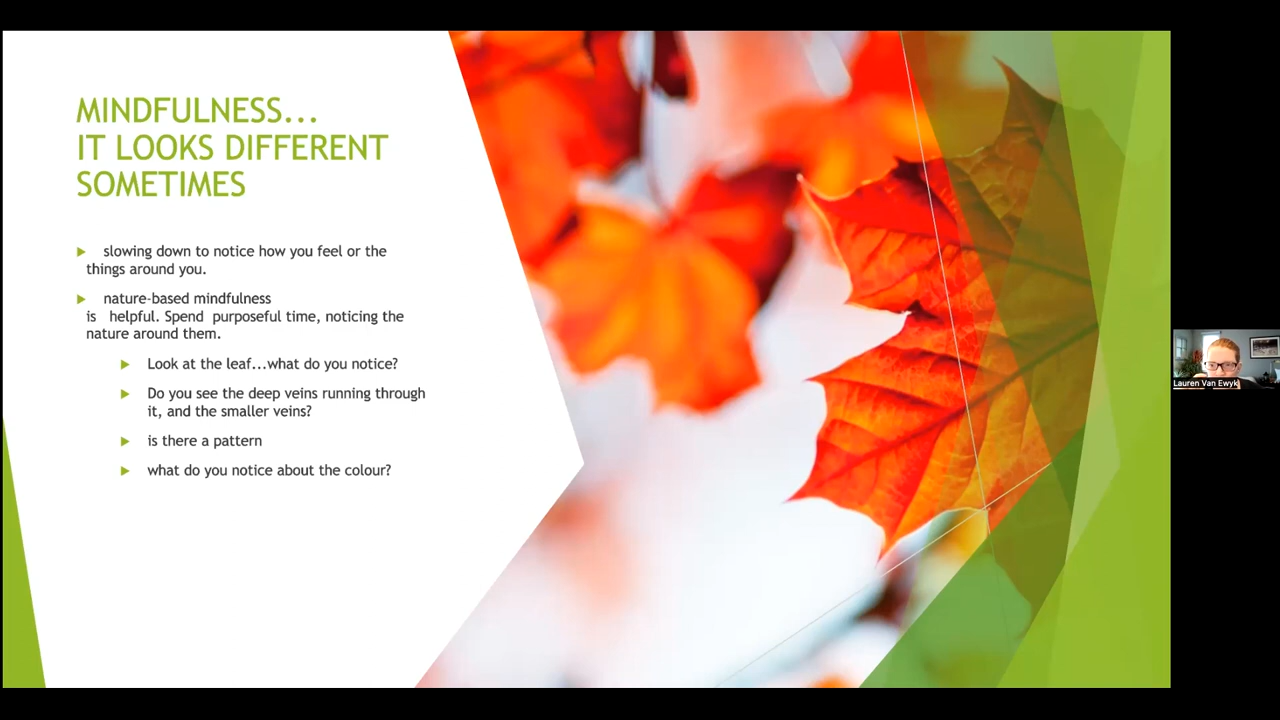 MINDFULNESS...
IT LOOKS DIFFERENT
SOMETIMES
slowing down to notice how you feel or the
things around you.
nature-based mindfulness
is helpful. Spend purposeful time, noticing the
nature around them.
Look at the leaf...what do you notice?
Do you see the deep veins running through
it, and the smaller veins?
is there a pattern
what do you notice about the colour?
Lauren Van Ewyk